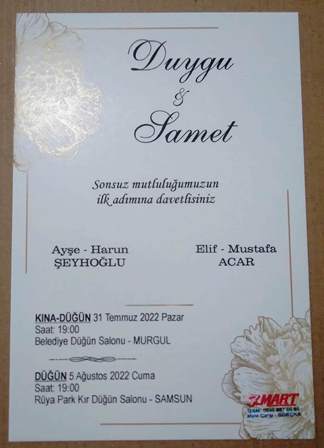 Duygu
&
Samet
Sonsuz mutluluğumuzun
ilk adımına davetlisiniz
Ayşe - Harun
ŞEYHOĞLU
Elif - Mustafa
ACAR
KINA-DÜĞÜN 31 Temmuz 2022 Pazar
Saat: 19:00
Belediye Düğün Salonu - MURGUL
DÜĞÜN 5 Ağustos 2022 Cuma
Saat: 19:00
Rüya Park Kır Düğün Salonu - SAMSUN
MART